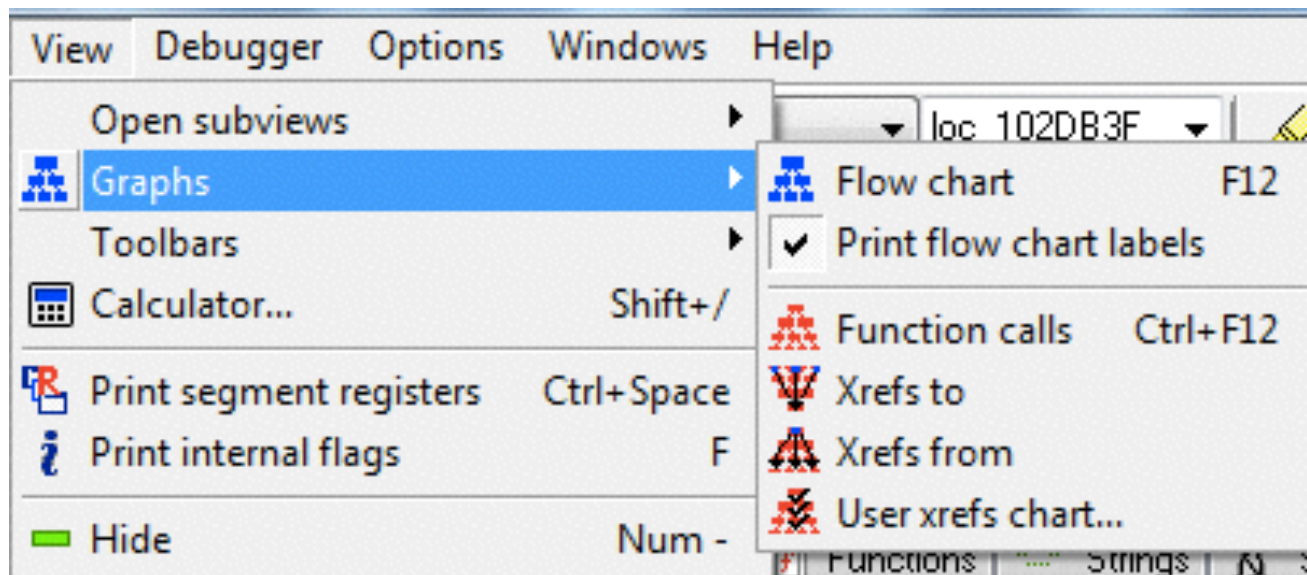 View Debugger Options Windows Help
Open subviews
loc_102DB3F
Graphs
Flow chart F12
Toolbars
Print flow chart labels
Calculator... Shift+/
Function calls Ctrl+F12
Print segment registers Ctrl+Space
Xrefs to
Print internal flags F
Xrefs from
User xrefs chart...
Hide Num -
Functions Strings